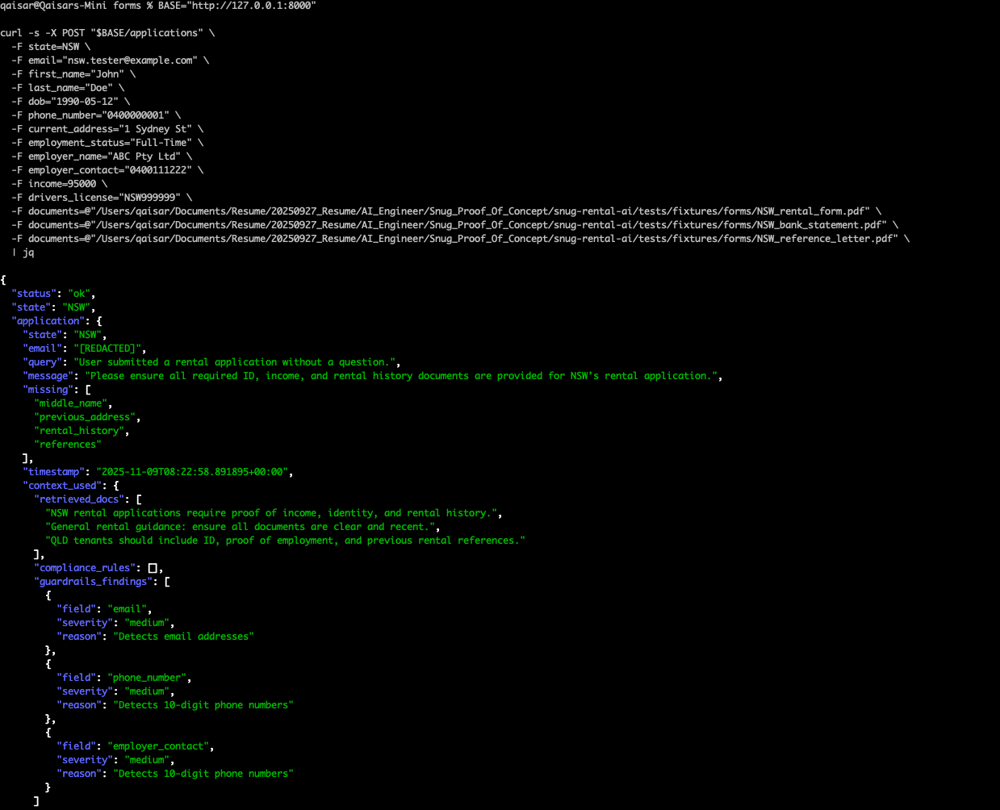 qaisar@Qaisars-Mini forms % BASE="http://127.0.0.1:8000"
curl -s -X POST "$BASE/applications" \
-F state=NSW \
-F email="nsw.tester@example.com" \
-F first_name="John" \
-F last_name="Doe" \
-F dob="1990-05-12" \
-F phone_number="0400000001" \
-F current_address="1 Sydney St" \
-F employment_status="Full-Time" \
-F employer_name="ABC Pty Ltd" \
-F employer_contact="0400111222" \
-F income=95000 \
-F drivers_license="NSW999999" \
-F documents=@"/Users/qaisar/Documents/Resume/20250927_Resume/AI_Engineer/Snug_Proof_Of_Concept/snug-rental-ai/tests/fixtures/forms/NSW_rental_form.pdf" \
-F documents=@"/Users/qaisar/Documents/Resume/20250927_Resume/AI_Engineer/Snug_Proof_Of_Concept/snug-rental-ai/tests/fixtures/forms/NSW_bank_statement.pdf" \
-F documents=@"/Users/qaisar/Documents/Resume/20250927_Resume/AI_Engineer/Snug_Proof_Of_Concept/snug-rental-ai/tests/fixtures/forms/NSW_reference_letter.pdf" \
| jq
{
"status": "ok",
"state": "NSW",
"application": {
"state": "NSW",
"email": "[REDACTED]",
"query": "User submitted a rental application without a question.",
"message": "Please ensure all required ID, income, and rental history documents are provided for NSW’s rental application.",
"missing": [
"middle_name",
"previous_address",
"rental_history",
"references"
],
"timestamp": "2025-11-09T08:22:58.891895+00:00",
"context_used": {
"retrieved_docs": [
"NSW rental applications require proof of income, identity, and rental history.",
"General rental guidance: ensure all documents are clear and recent.",
"QLD tenants should include ID, proof of employment, and previous rental references."
],
"compliance_rules": [],
"guardrails_findings": [
{
"field": "email",
"severity": "medium",
"reason": "Detects email addresses"
},
{
"field": "phone_number",
"severity": "medium",
"reason": "Detects 10-digit phone numbers"
},
{
"field": "employer_contact",
"severity": "medium",
"reason": "Detects 10-digit phone numbers"
}
]